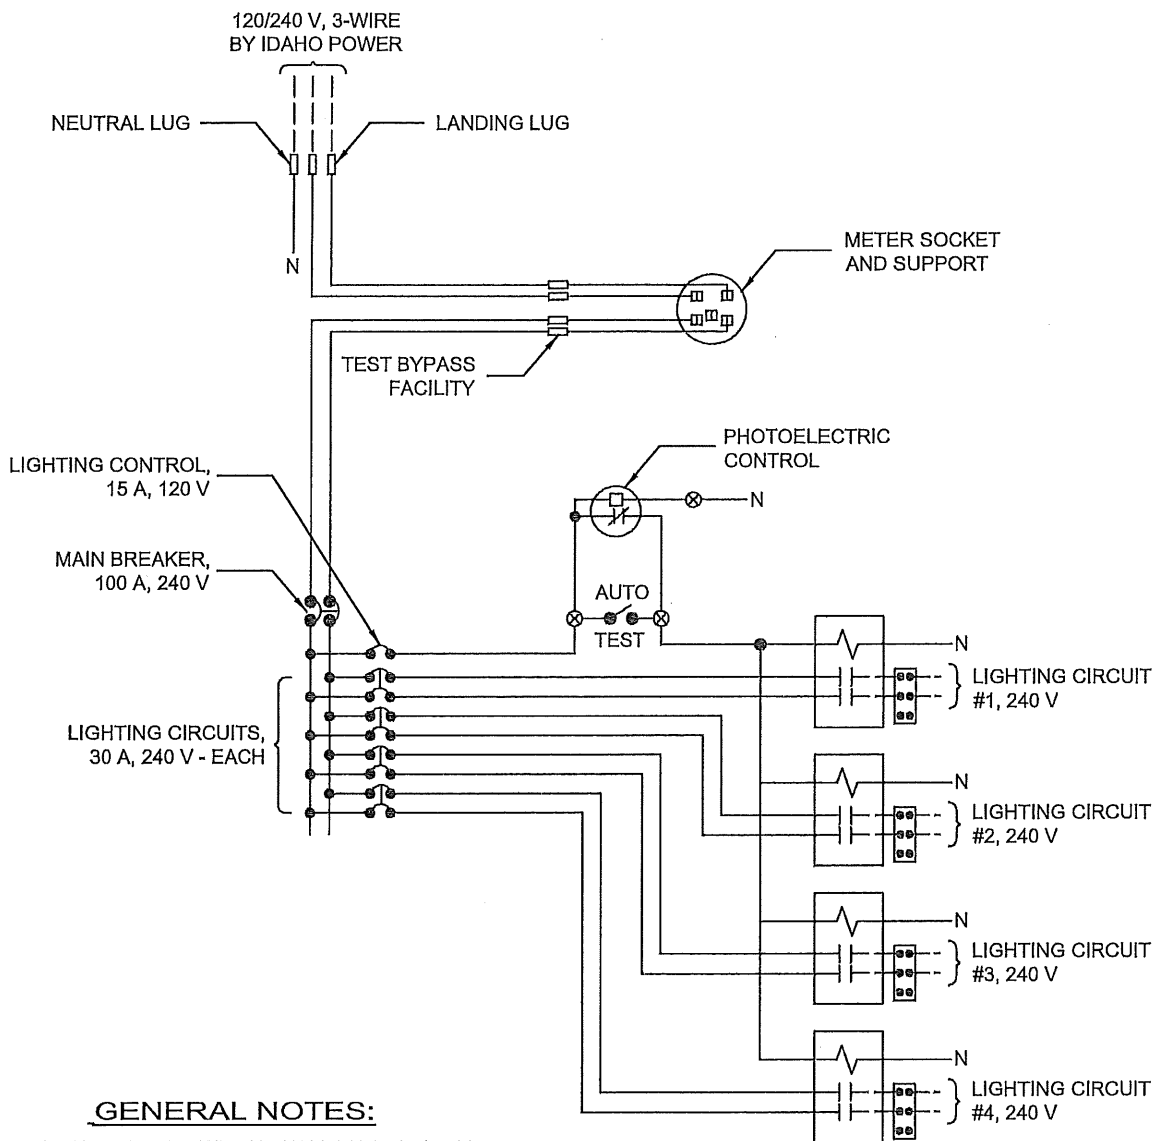 120/240 V, 3-WIRE
BY IDAHO POWER
NEUTRAL LUG
LANDING LUG
N
METER SOCKET
AND SUPPORT
TEST BYPASS
FACILITY
PHOTOELECTRIC
CONTROL
LIGHTING CONTROL,
15 A, 120 V
N
MAIN BREAKER,
100 A, 240 V
AUTO
TEST
N
LIGHTING CIRCUIT
#1, 240 V
LIGHTING CIRCUITS,
30 A, 240 V - EACH
N
LIGHTING CIRCUIT
#2, 240 V
N
LIGHTING CIRCUIT
#3, 240 V
N
LIGHTING CIRCUIT
#4, 240 V
GENERAL NOTES: